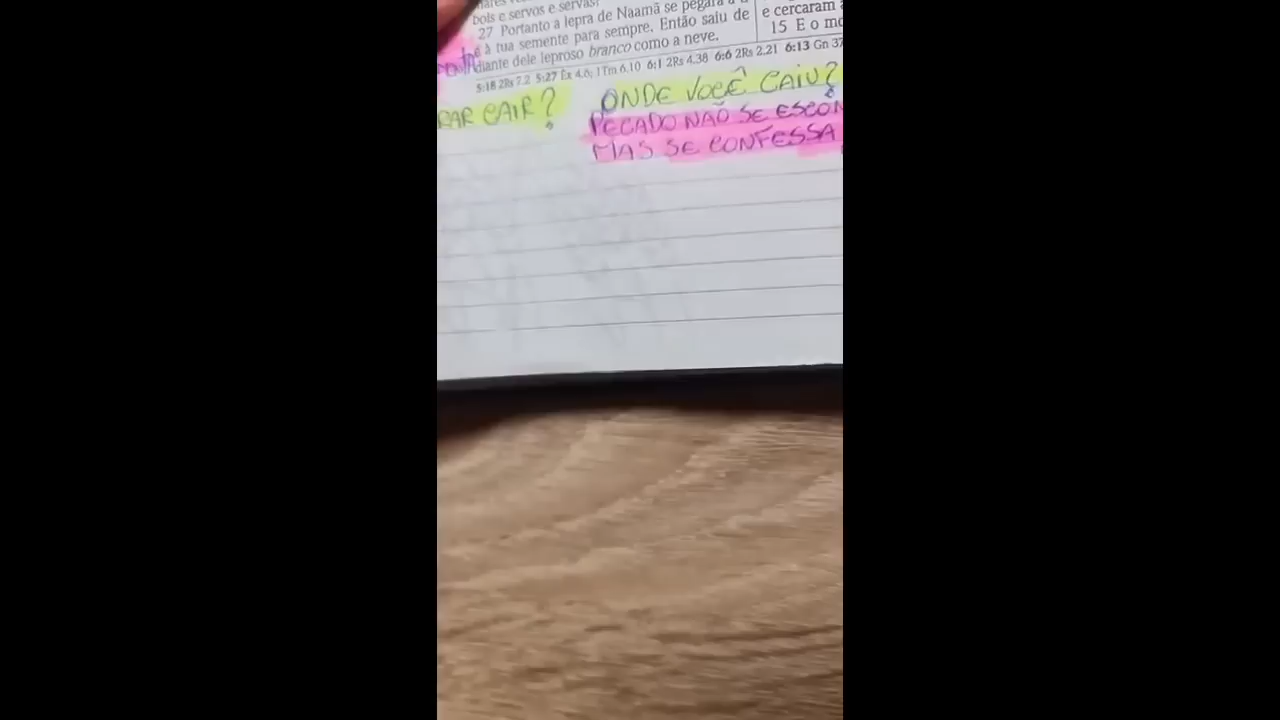 bois e servos e servas?
27 Portanto a lepra de Naamã se pegará a
à tua semente para sempre. Então saiu de
diante dele leproso branco como a neve.
e cercaram a
15 E o mo
5:18 2Rs 7.2 5:27 Êx 4.6; 1Tm 6.10 6:1 2Rs 4.38 6:6 2Rs 2.21 6:13 Gn 37
RAR CAIR?
ONDE VOCÊ CAIU?
PECADO NÃO SE ESCON
MAS SE CONFESSA